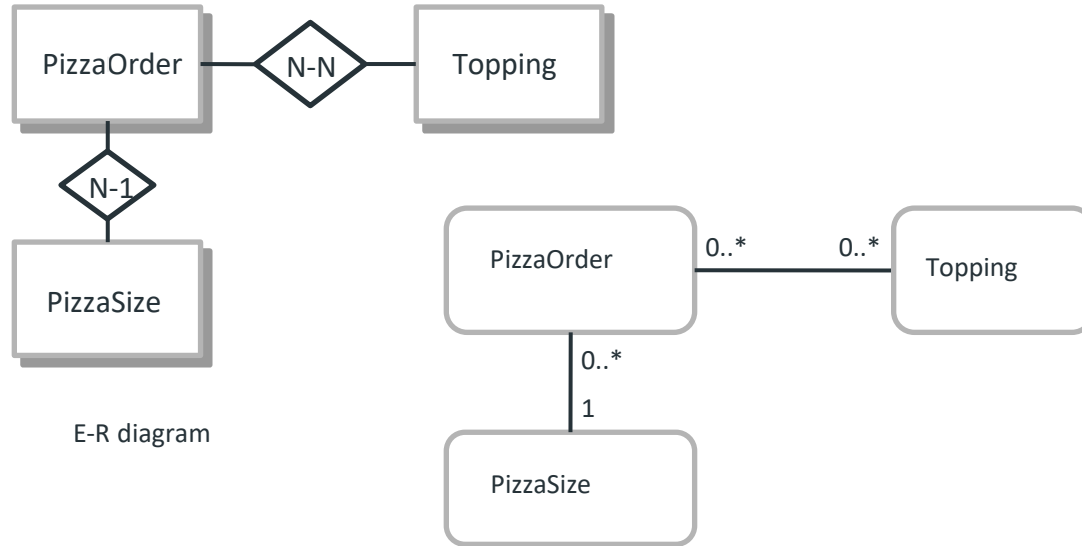 PizzaOrder
N-N
Topping
N-1
PizzaSize
E-R diagram
PizzaOrder
0..*
0..*
Topping
0..*
1
PizzaSize